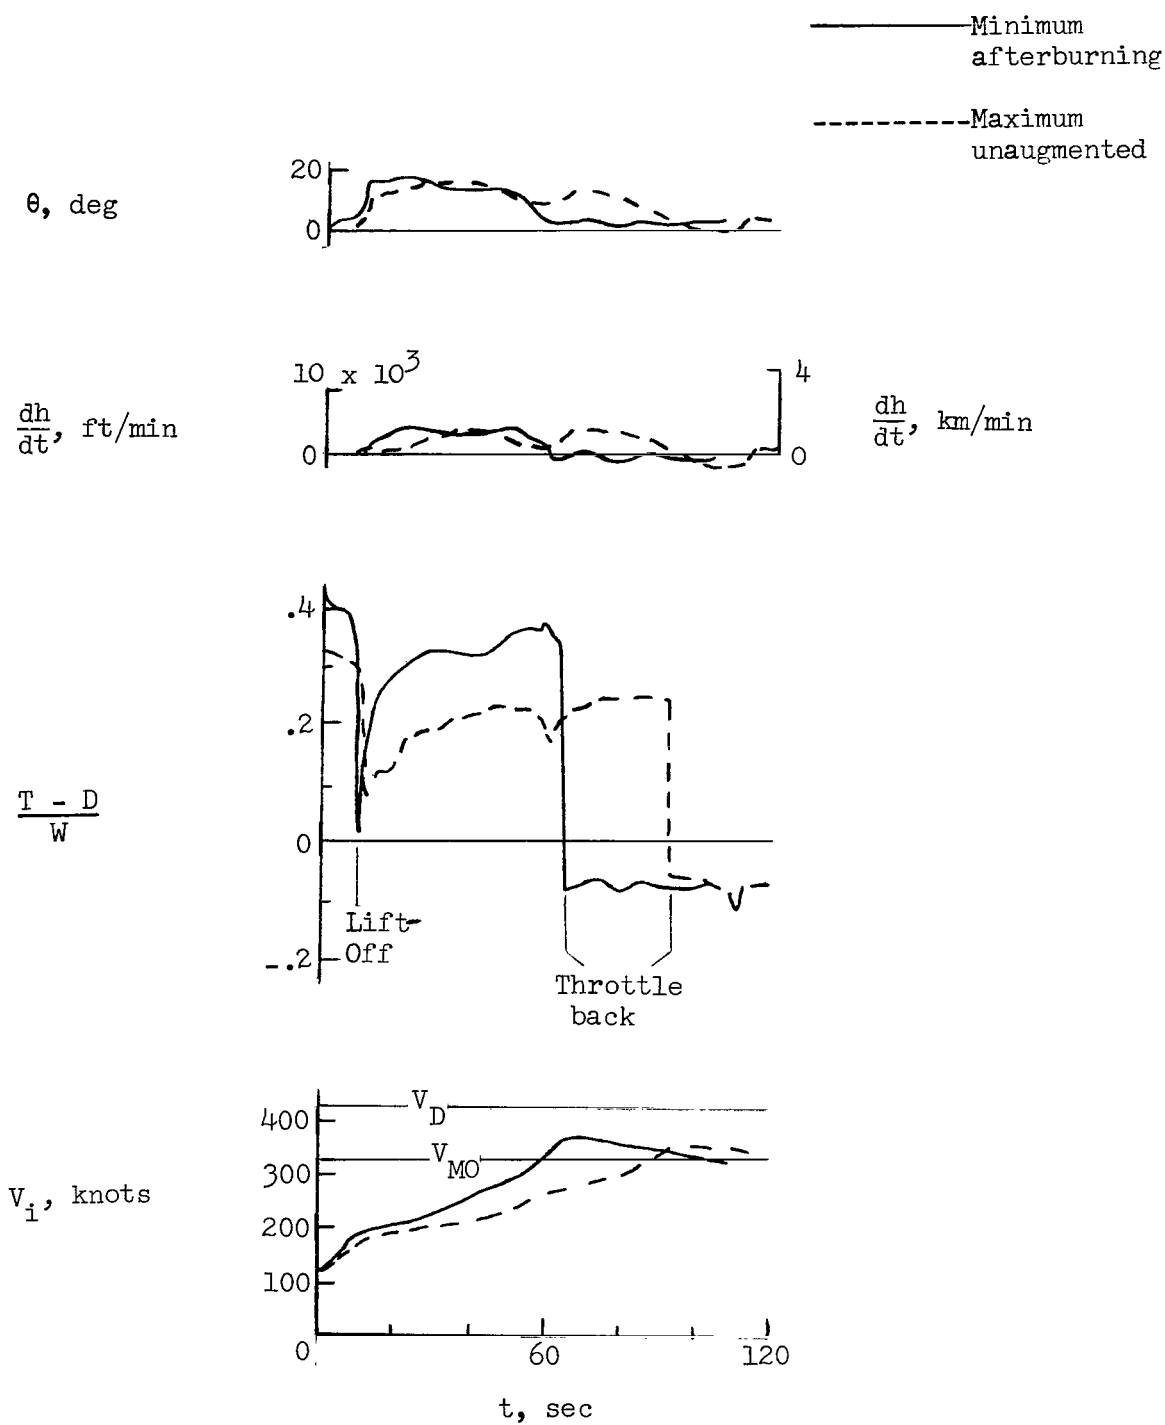 Minimum
afterburning
Maximum
unaugmented
20
θ, deg
0
10 x 10³
4
dh/dt, ft/min
dh/dt, km/min
0
0
.4
.2
T - D
W
0
Lift-
Off
-.2
Throttle
back
V_D
400
V_MO
300
V_i, knots
200
100
0
60
120
t, sec